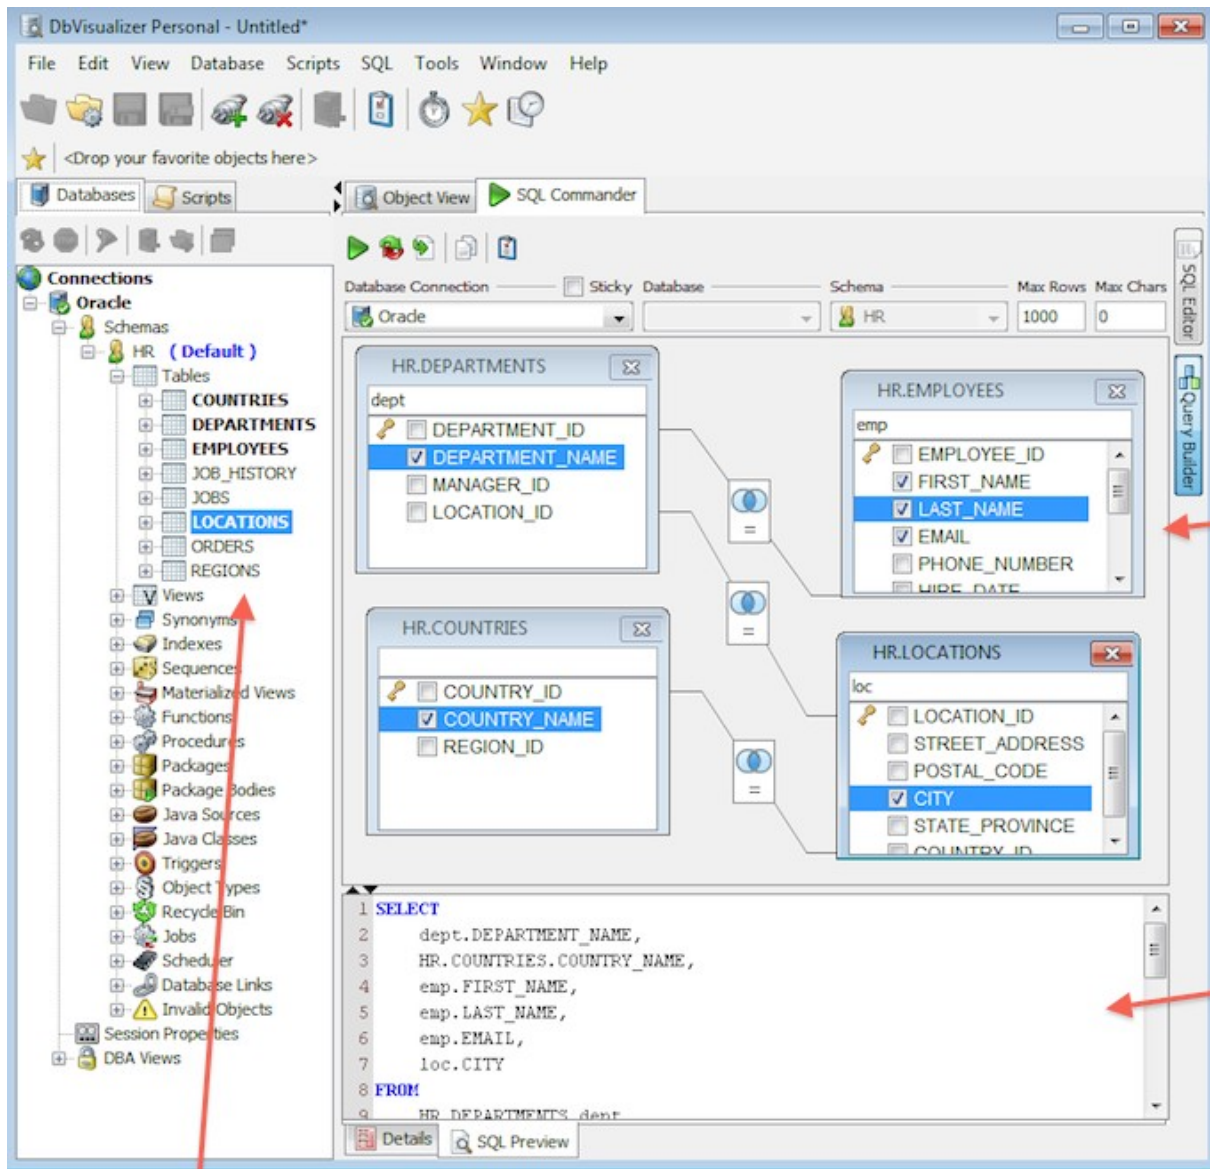 DbVisualizer Personal - Untitled*
File Edit View Database Scripts SQL Tools Window Help
<Drop your favorite objects here>
Databases Scripts
Object View SQL Commander
Connections
Oracle
Schemas
HR (Default)
Tables
COUNTRIES
DEPARTMENTS
EMPLOYEES
JOB_HISTORY
JOBS
LOCATIONS
ORDERS
REGIONS
Views
Synonyms
Indexes
Sequences
Materialized Views
Functions
Procedures
Packages
Package Bodies
Java Sources
Java Classes
Triggers
Object Types
Recycle Bin
Jobs
Scheduler
Database Links
Invalid Objects
Session Properties
DBA Views
Database Connection Sticky Database Schema Max Rows Max Chars
Oracle HR 1000 0
SQL Editor
Query Builder
HR.DEPARTMENTS
dept
DEPARTMENT_ID
DEPARTMENT_NAME
MANAGER_ID
LOCATION_ID
HR.EMPLOYEES
emp
EMPLOYEE_ID
FIRST_NAME
LAST_NAME
EMAIL
PHONE_NUMBER
HIRE_DATE
=
=
=
HR.COUNTRIES
COUNTRY_ID
COUNTRY_NAME
REGION_ID
HR.LOCATIONS
loc
LOCATION_ID
STREET_ADDRESS
POSTAL_CODE
CITY
STATE_PROVINCE
COUNTRY_ID
1 SELECT
2 dept.DEPARTMENT_NAME,
3 HR.COUNTRIES.COUNTRY_NAME,
4 emp.FIRST_NAME,
5 emp.LAST_NAME,
6 emp.EMAIL,
7 loc.CITY
8 FROM
9 HR.DEPARTMENTS dept
Details SQL Preview